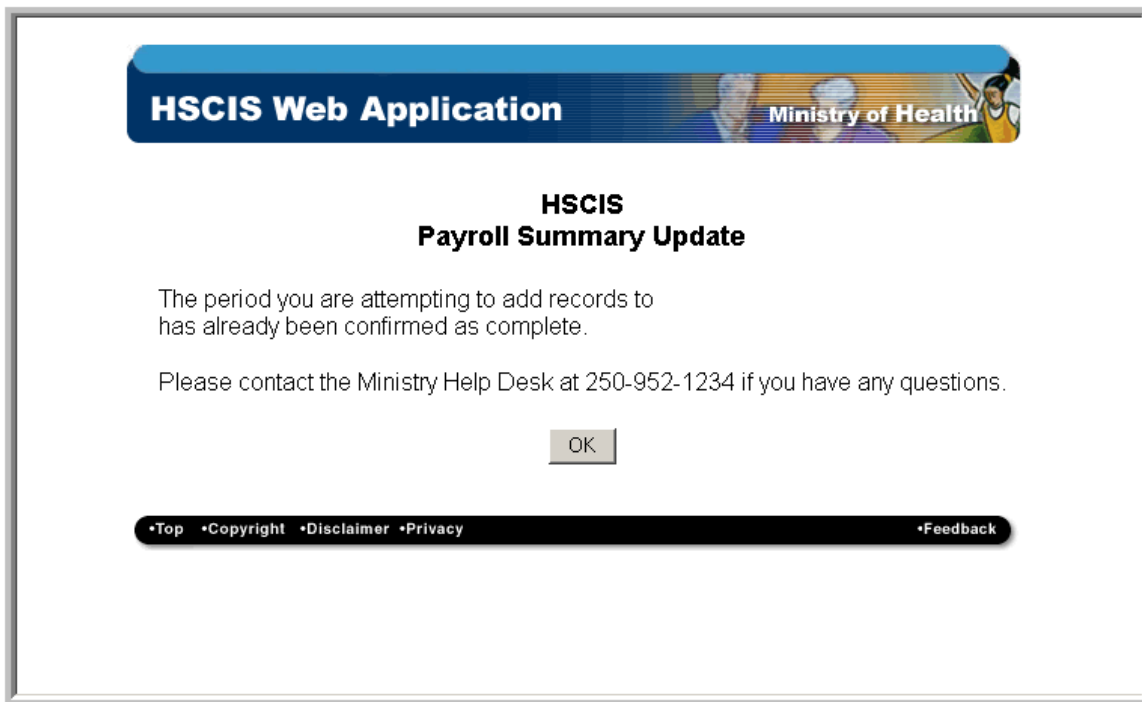 HSCIS Web Application
Ministry of Health
HSCIS
Payroll Summary Update
The period you are attempting to add records to
has already been confirmed as complete.
Please contact the Ministry Help Desk at 250-952-1234 if you have any questions.
OK
•Top •Copyright •Disclaimer •Privacy •Feedback